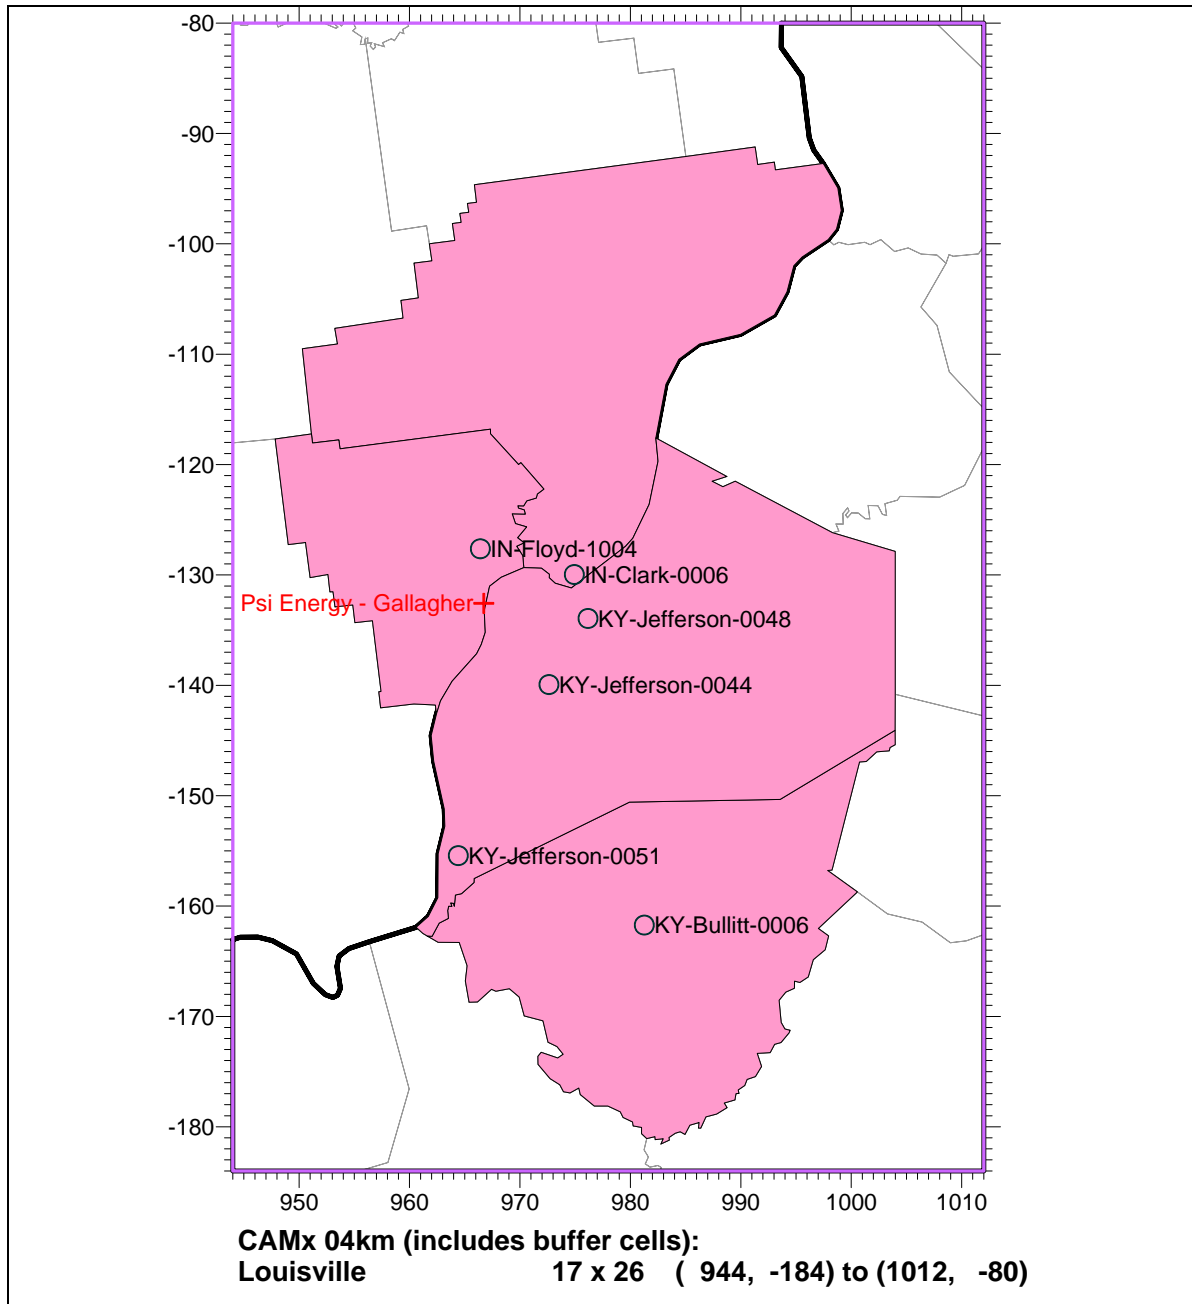 -80
-90
-100
-110
-120
IN-Floyd-1004
IN-Clark-0006
-130
Psi Energy - Gallagher
KY-Jefferson-0048
-140
KY-Jefferson-0044
-150
KY-Jefferson-0051
-160
KY-Bullitt-0006
-170
-180
950 960 970 980 990 1000 1010
CAMx 04km (includes buffer cells):
Louisville 17 x 26 ( 944, -184) to (1012, -80)